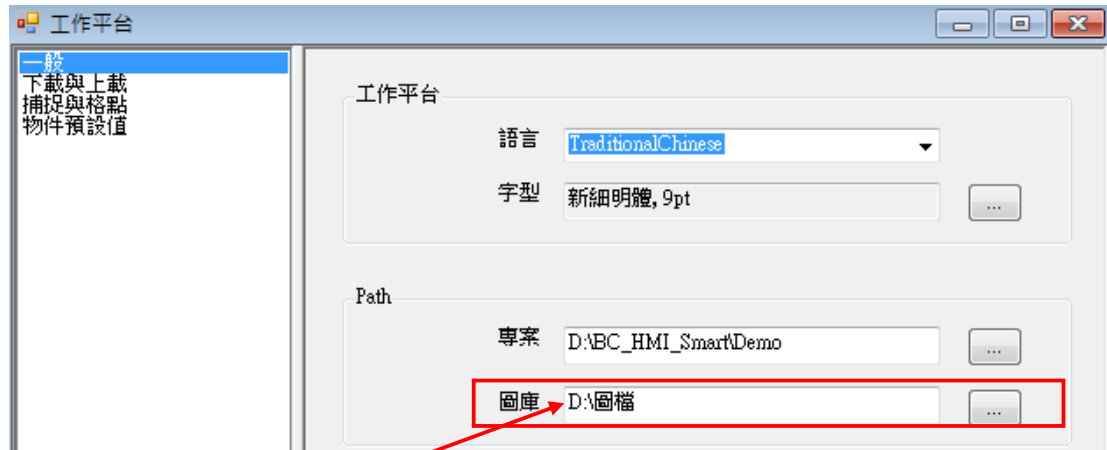 工作平台
一般
下載與上載
捕捉與格點
物件預設值
工作平台
語言 TraditionalChinese
字型 新細明體, 9pt ...
Path
專案 D:\BC_HMI_Smart\Demo ...
圖庫 D:\圖檔 ...